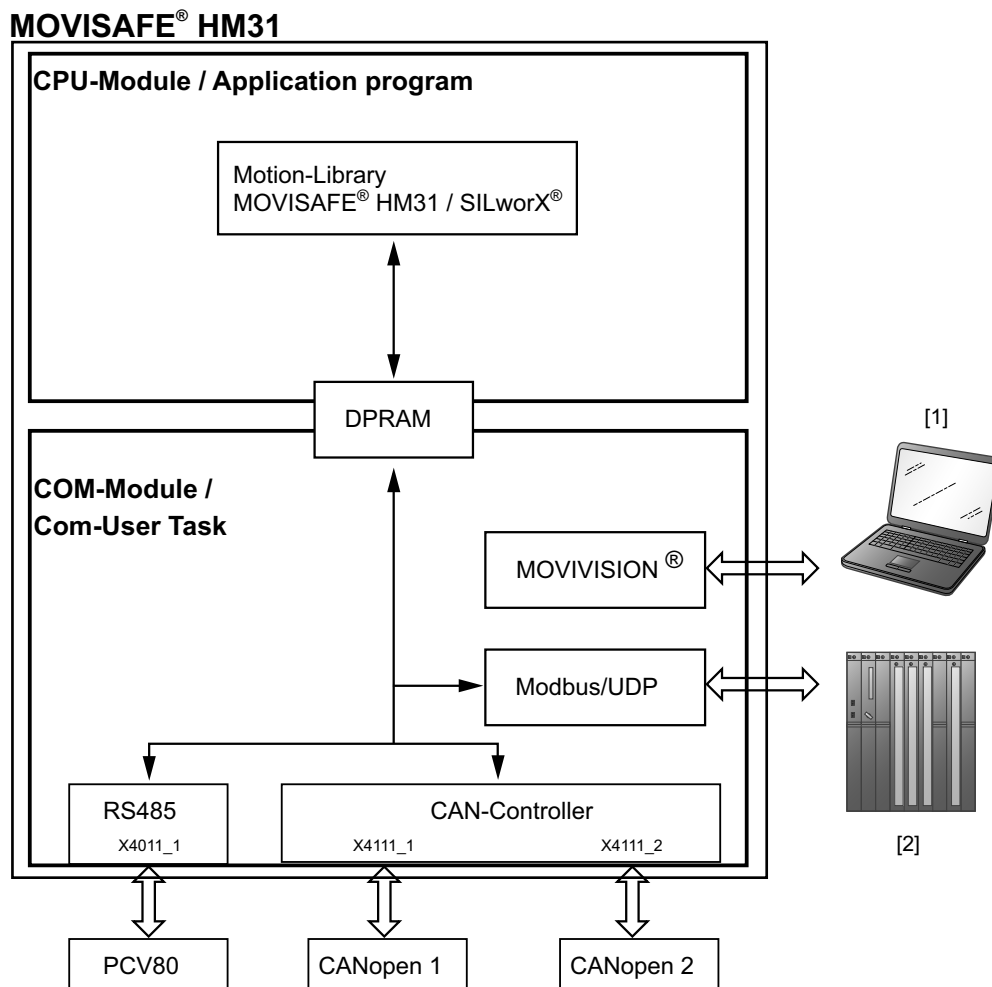 MOVISAFE® HM31
CPU-Module / Application program
Motion-Library
MOVISAFE® HM31 / SILworX®
DPRAM
[1]
COM-Module /
Com-User Task
MOVIVISION ®
Modbus/UDP
RS485
X4011_1
CAN-Controller
X4111_1
X4111_2
[2]
PCV80
CANopen 1
CANopen 2